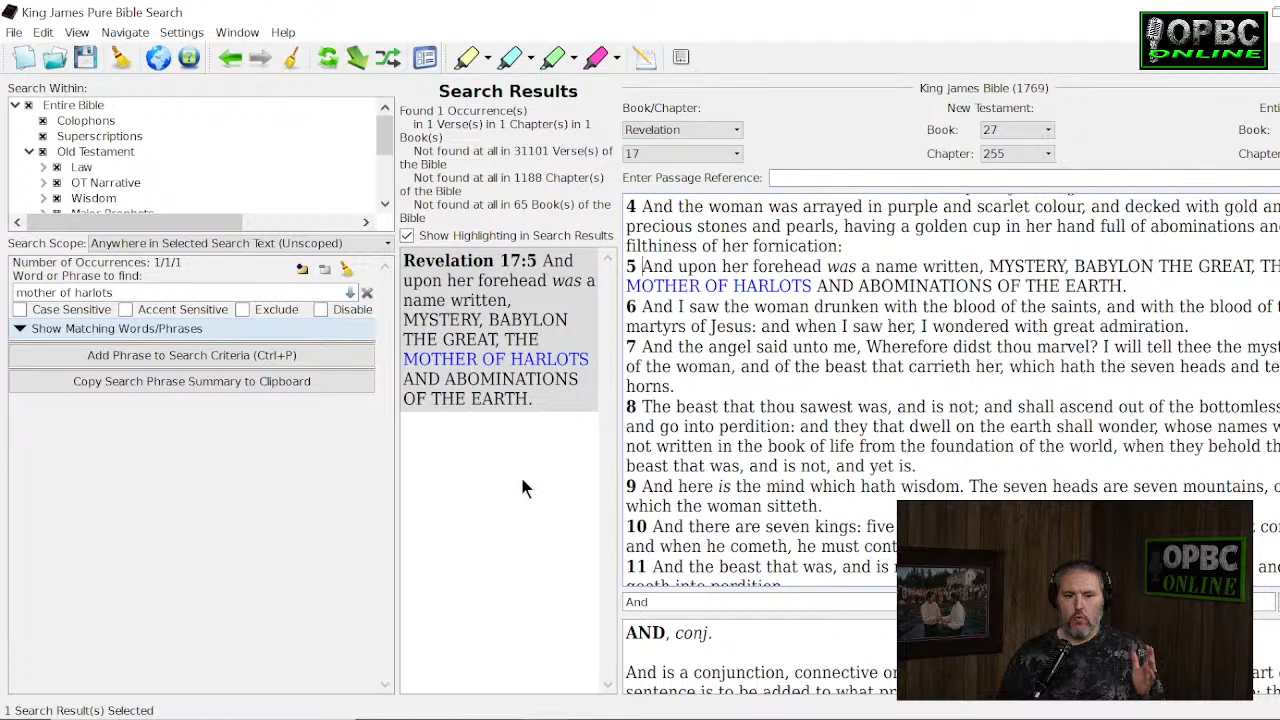 King James Pure Bible Search
File Edit View Navigate Settings Window Help
OPBC
ONLINE
Search Within:
Entire Bible
Colophons
Superscriptions
Old Testament
Law
OT Narrative
Wisdom
Major Prophets
Search Scope: Anywhere in Selected Search Text (Unscoped)
Number of Occurrences: 1/1/1
Word or Phrase to find:
mother of harlots
Case Sensitive Accent Sensitive Exclude Disable
Show Matching Words/Phrases
Add Phrase to Search Criteria (Ctrl+P)
Copy Search Phrase Summary to Clipboard
Search Results
Found 1 Occurrence(s)
in 1 Verse(s) in 1 Chapter(s) in 1
Book(s)
Not found at all in 31101 Verse(s) of
the Bible
Not found at all in 1188 Chapter(s)
of the Bible
Not found at all in 65 Book(s) of the
Bible
Show Highlighting in Search Results
Revelation 17:5 And
upon her forehead was a
name written,
MYSTERY, BABYLON
THE GREAT, THE
MOTHER OF HARLOTS
AND ABOMINATIONS
OF THE EARTH.
King James Bible (1769)
Book/Chapter: New Testament:
Revelation Book: 27 Book:
17 Chapter: 255
Enter Passage Reference:
4 And the woman was arrayed in purple and scarlet colour, and decked with gold
precious stones and pearls, having a golden cup in her hand full of abominations
filthiness of her fornication:
5 And upon her forehead was a name written, MYSTERY, BABYLON THE GREAT,
MOTHER OF HARLOTS AND ABOMINATIONS OF THE EARTH.
6 And I saw the woman drunken with the blood of the saints, and with the blood of
martyrs of Jesus: and when I saw her, I wondered with great admiration.
7 And the angel said unto me, Wherefore didst thou marvel? I will tell thee the
of the woman, and of the beast that carrieth her, which hath the seven heads and
horns.
8 The beast that thou sawest was, and is not; and shall ascend out of the
and go into perdition: and they that dwell on the earth shall wonder, whose names
not written in the book of life from the foundation of the world, when they behold
beast that was, and is not, and yet is.
9 And here is the mind which hath wisdom. The seven heads are seven mountains,
which the woman sitteth.
10 And there are seven kings: five
and when he cometh, he must
11 And the beast that was, and is
goeth into perdition.
And
AND, conj.
And is a conjunction, connective
sentence is to be added to what
OPBC
ONLINE
1 Search Result(s) Selected